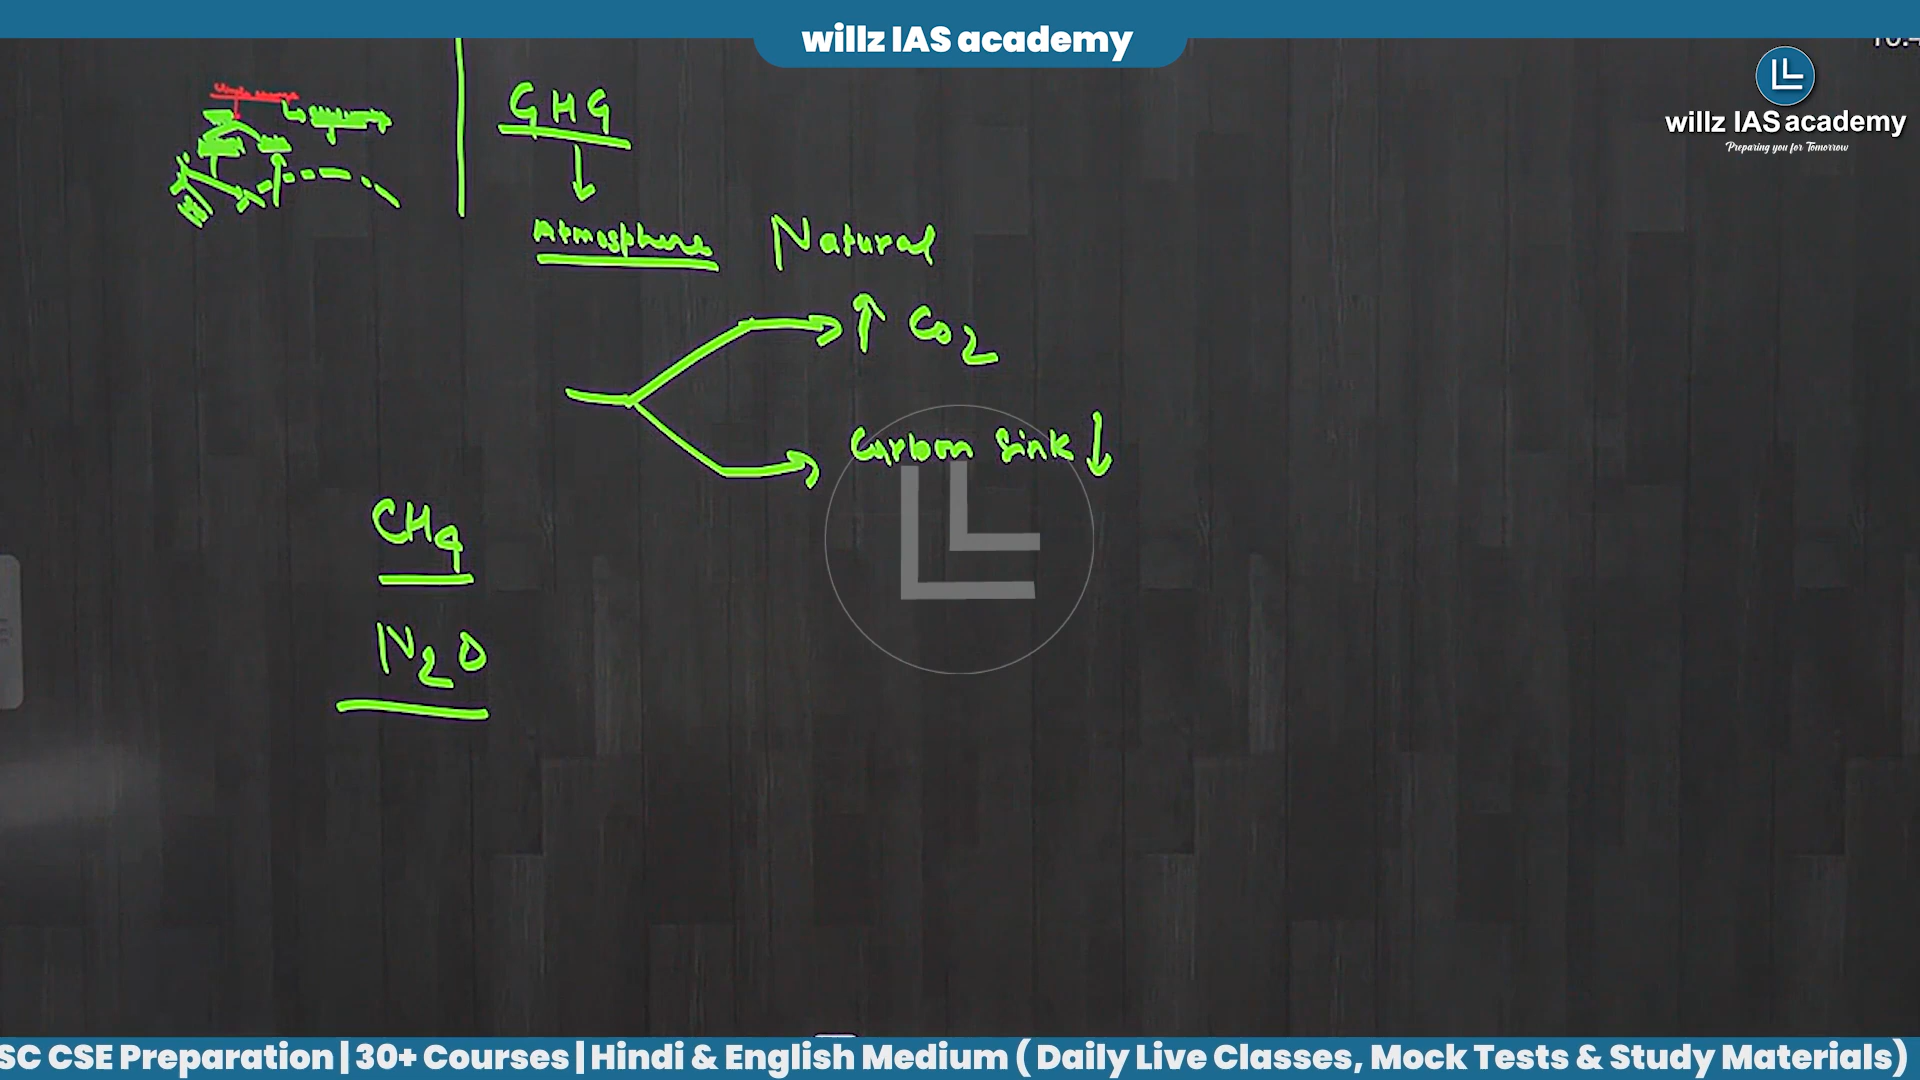 willz IAS academy
willz IAS academy
Preparing you for Tomorrow
GHG
Atmosphere Natural
↑ CO2
Carbon Sink ↓
CH4
N2O
SC CSE Preparation | 30+ Courses | Hindi & English Medium ( Daily Live Classes, Mock Tests & Study Materials)